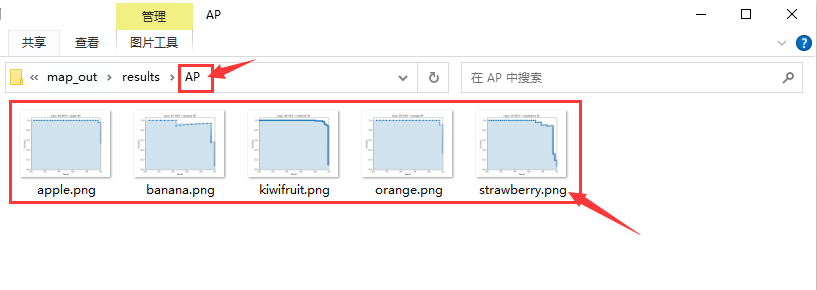 管理
AP
共享
查看
图片工具
« map_out > results > AP
在 AP 中搜索
apple.png
banana.png
kiwifruit.png
orange.png
strawberry.png